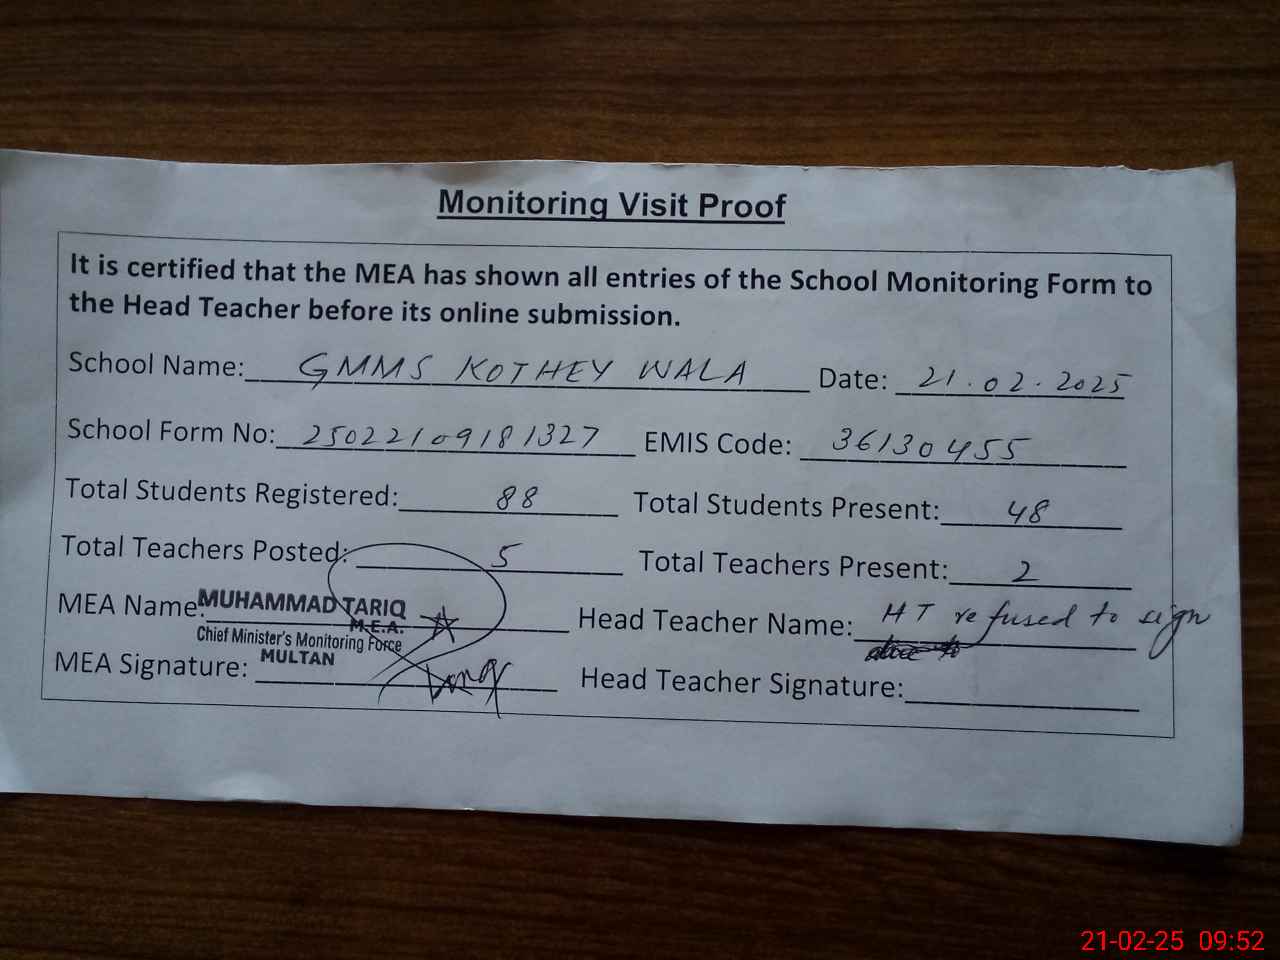 Monitoring Visit Proof
It is certified that the MEA has shown all entries of the School Monitoring Form to
the Head Teacher before its online submission.
School Name: GMMS KOTHEY WALA Date: 21.02.2025
School Form No: 25022109181327 EMIS Code: 36130455
Total Students Registered: 88 Total Students Present: 48
Total Teachers Posted: 5 Total Teachers Present: 2
MEA Name: MUHAMMAD TARIQ Head Teacher Name: HT refused to sign
M.E.A.
Chief Minister's Monitoring Force
MULTAN
MEA Signature: Head Teacher Signature:
21-02-25 09:52